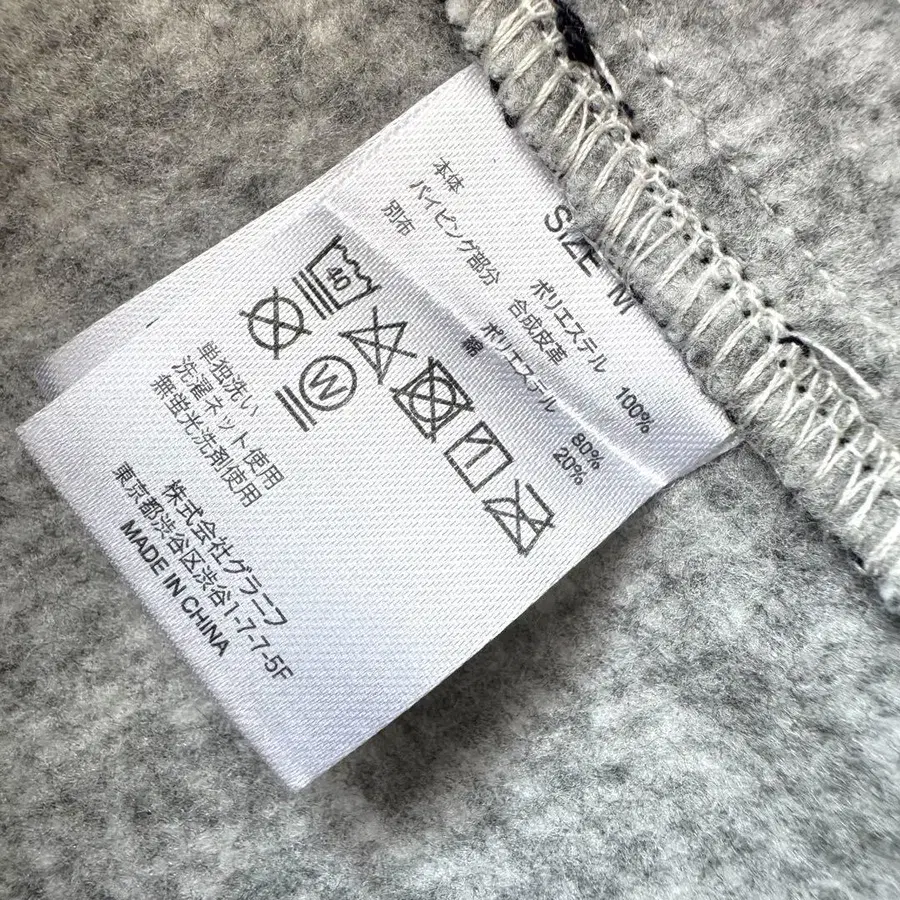 SIZE M
本体 ポリエステル 100%
パイピング部分 合成皮革
別布 ポリエステル 80%
綿 20%
40
W
単独洗い
洗濯ネット使用
無蛍光洗剤使用
株式会社グラニフ
東京都渋谷区渋谷1-7-7-5F
MADE IN CHINA